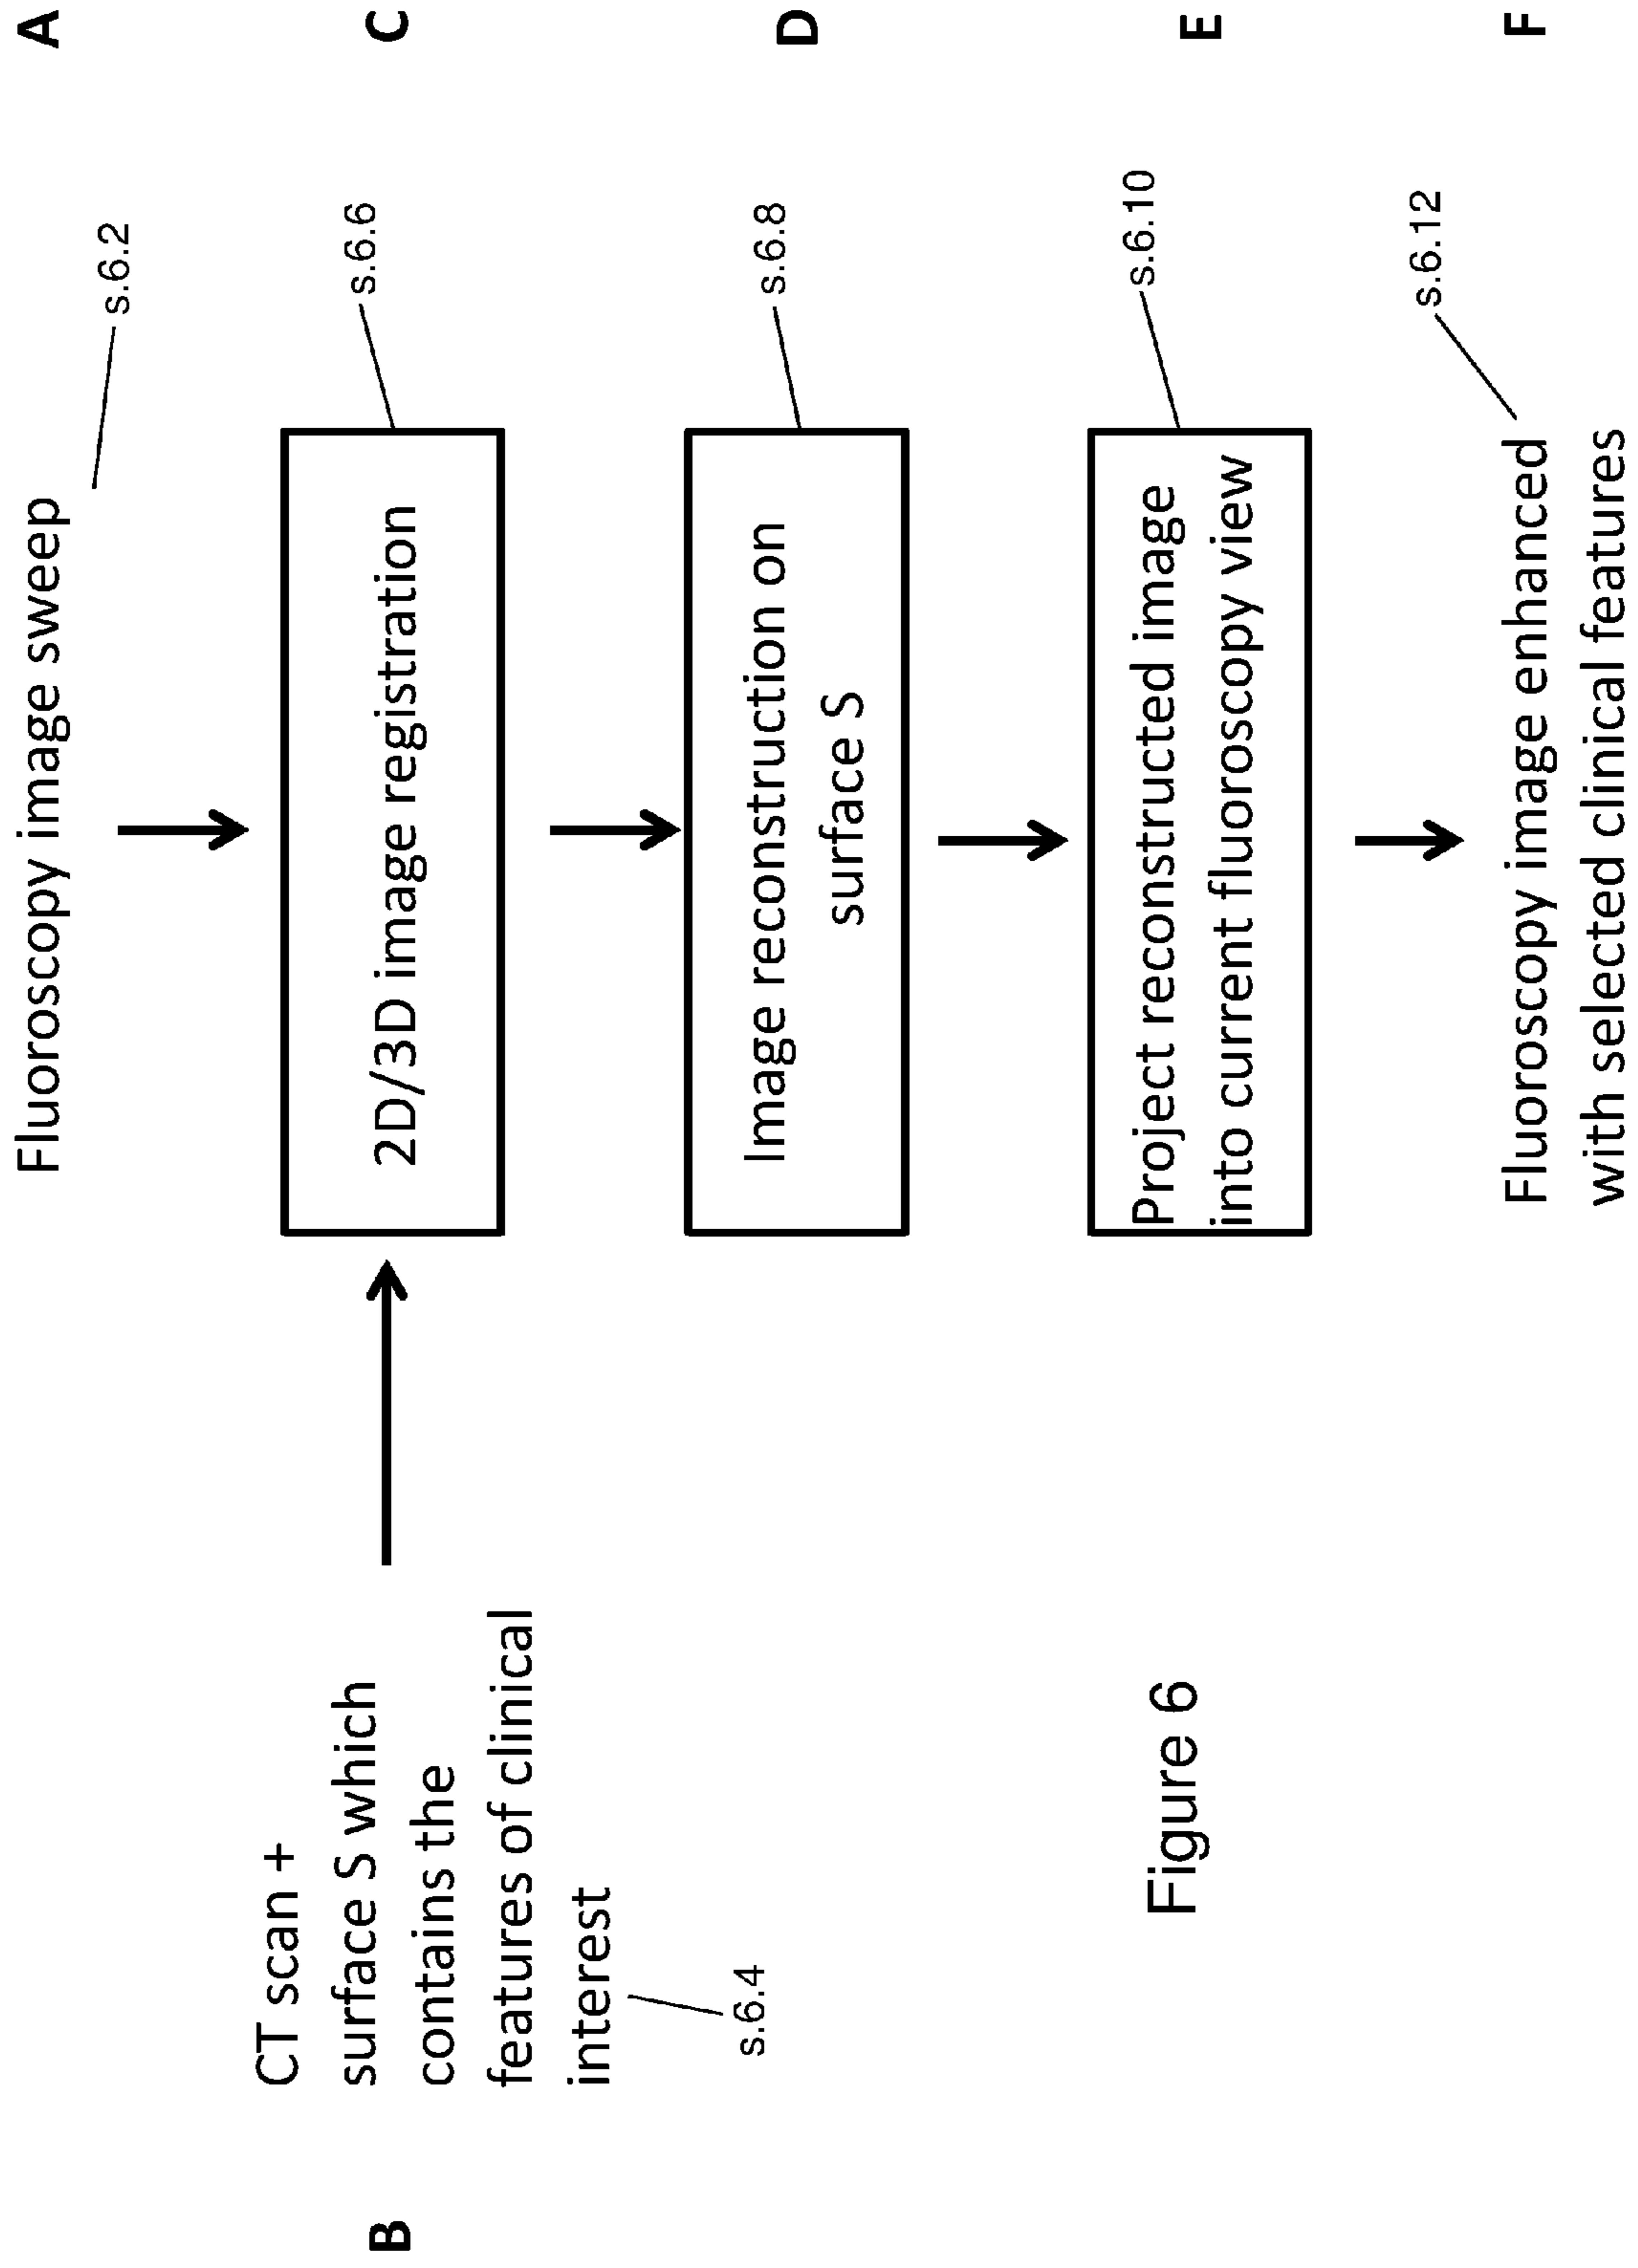 Fluoroscopy image sweep
s.6.2
A
B
CT scan +
surface S which
contains the
features of clinical
interest
s.6.4
2D/3D image registration
s.6.6
C
Image reconstruction on
surface S
s.6.8
D
Project reconstructed image
into current fluoroscopy view
s.6.10
E
Fluoroscopy image enhanced
with selected clinical features
s.6.12
F
Figure 6